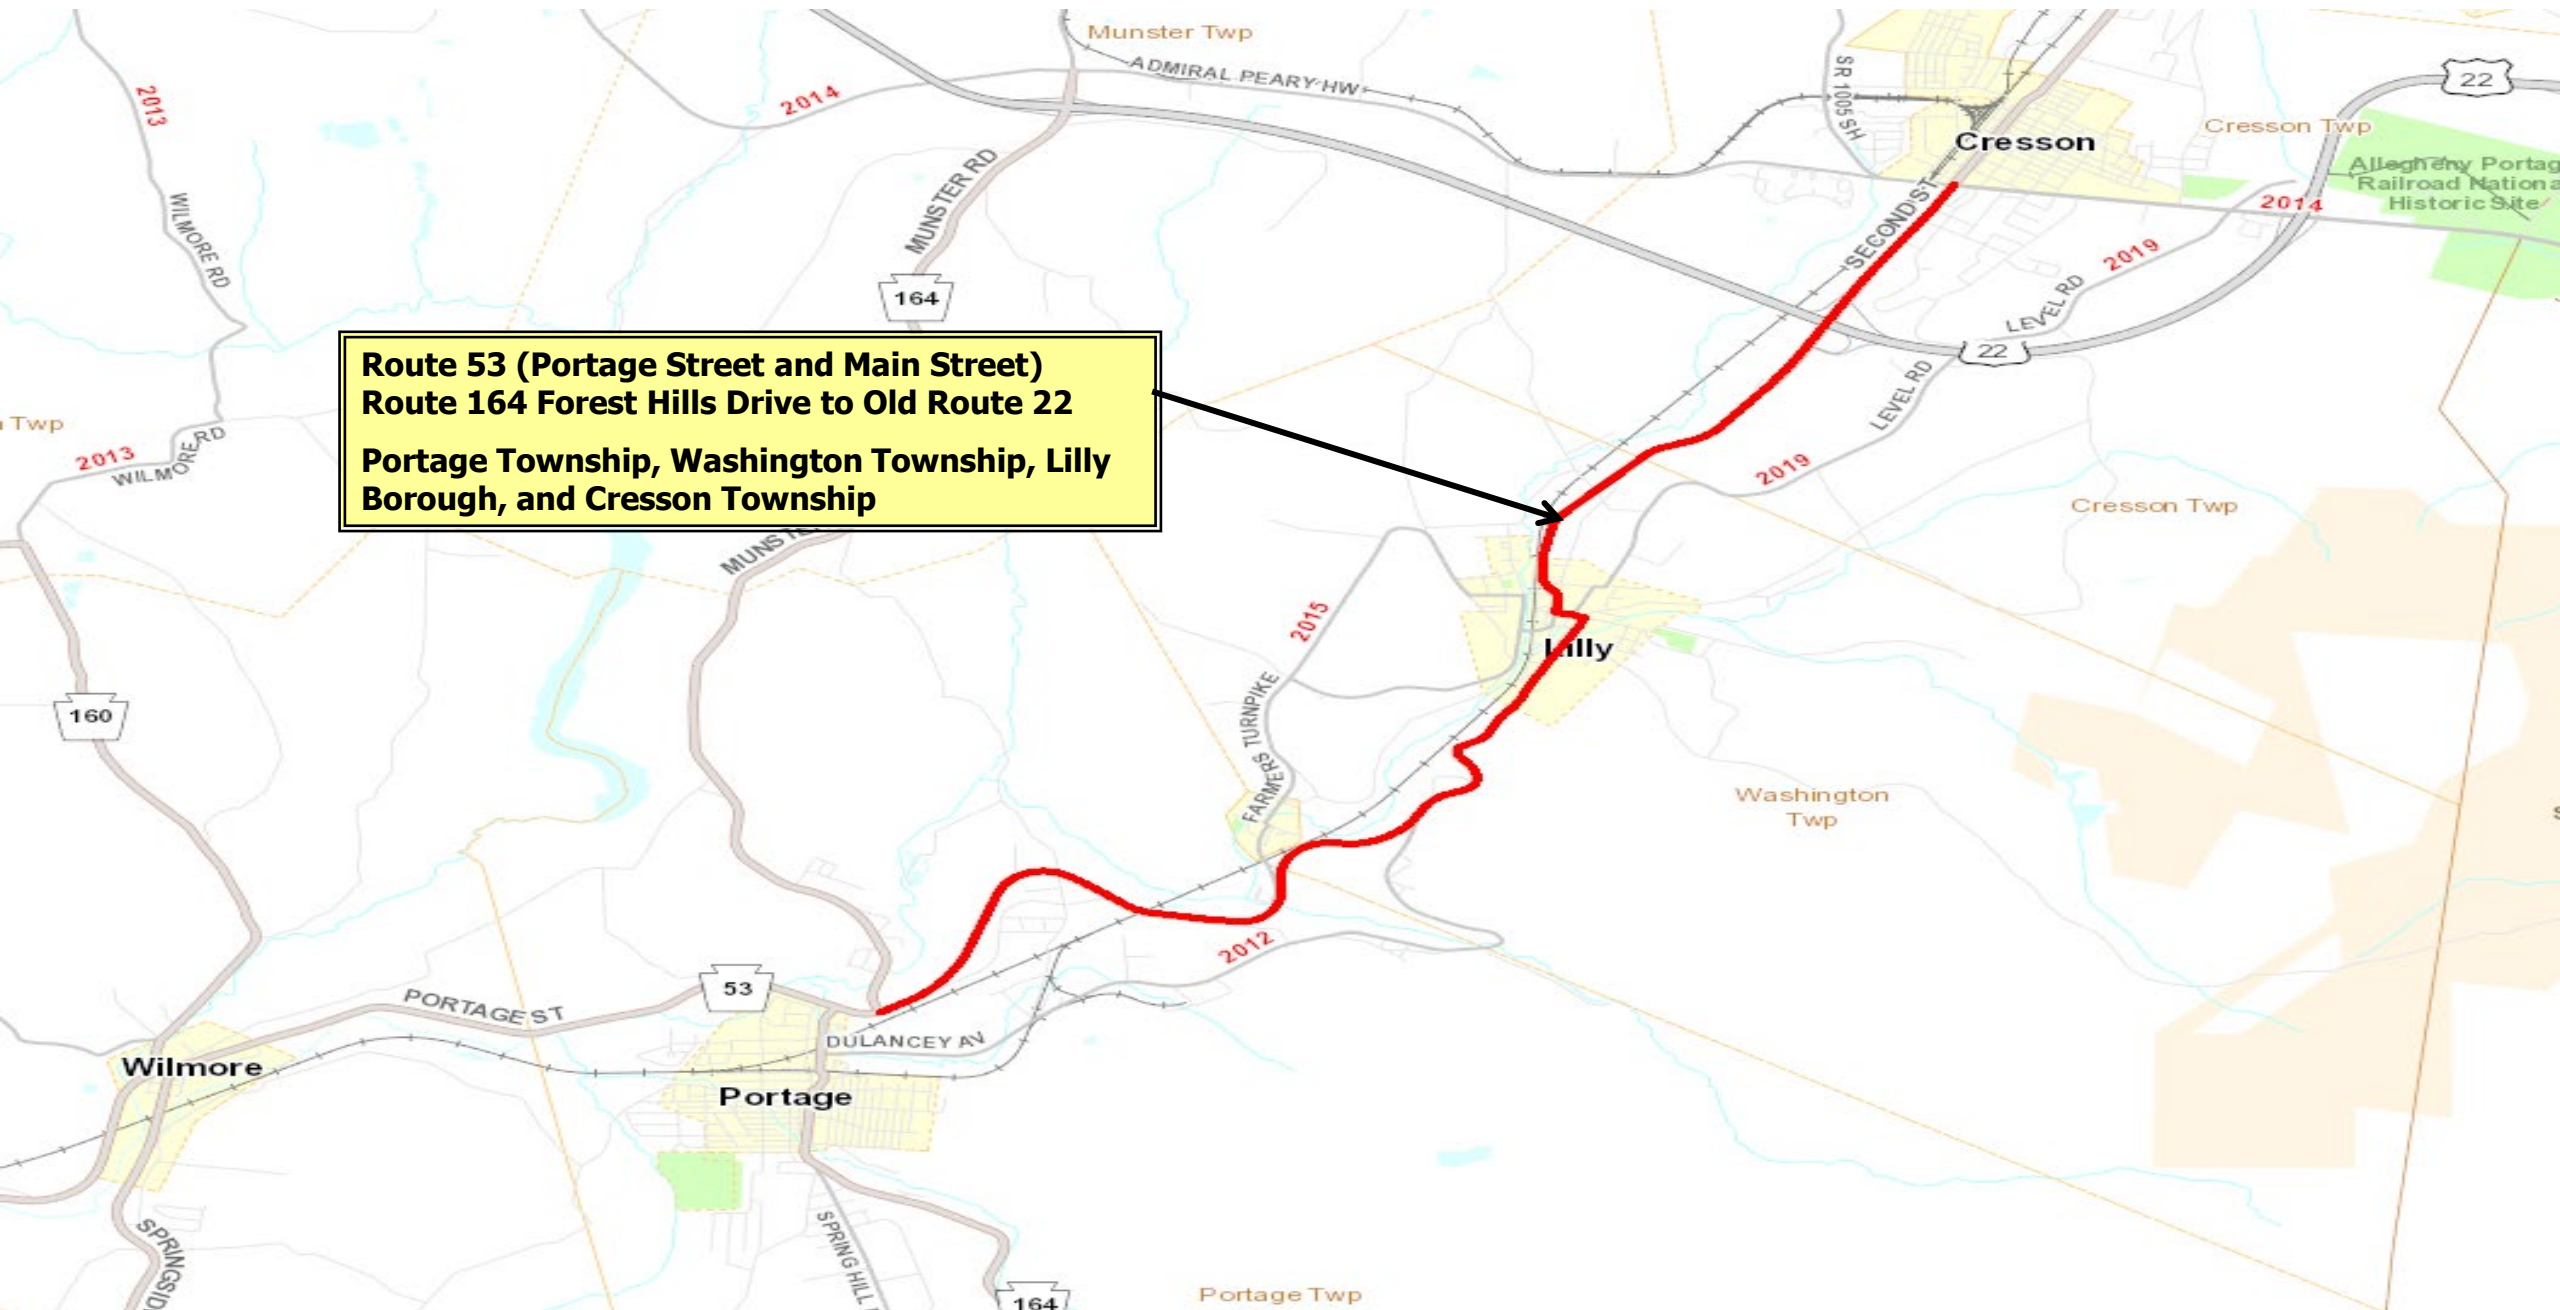 Munster Twp
ADMIRAL PEARY HW
2013
2014
SR 1005 SH
22
Cresson Twp
Cresson
Allegheny Portag
Railroad Nationa
Historic Site
2014
MUNSTER RD
WILMORE RD
SECOND ST
2019
LEVEL RD
164
22
Route 53 (Portage Street and Main Street)
Route 164 Forest Hills Drive to Old Route 22
Portage Township, Washington Township, Lilly
Borough, and Cresson Township
LEVEL RD
Twp
2013
WILMORE RD
2019
Cresson Twp
MUNSTE
2015
Lilly
160
FARMERS TURNPIKE
Washington
Twp
2012
53
PORTAGE ST
DULANCEY AV
Wilmore
Portage
SPRINGSID
SPRING HILL
164
Portage Twp